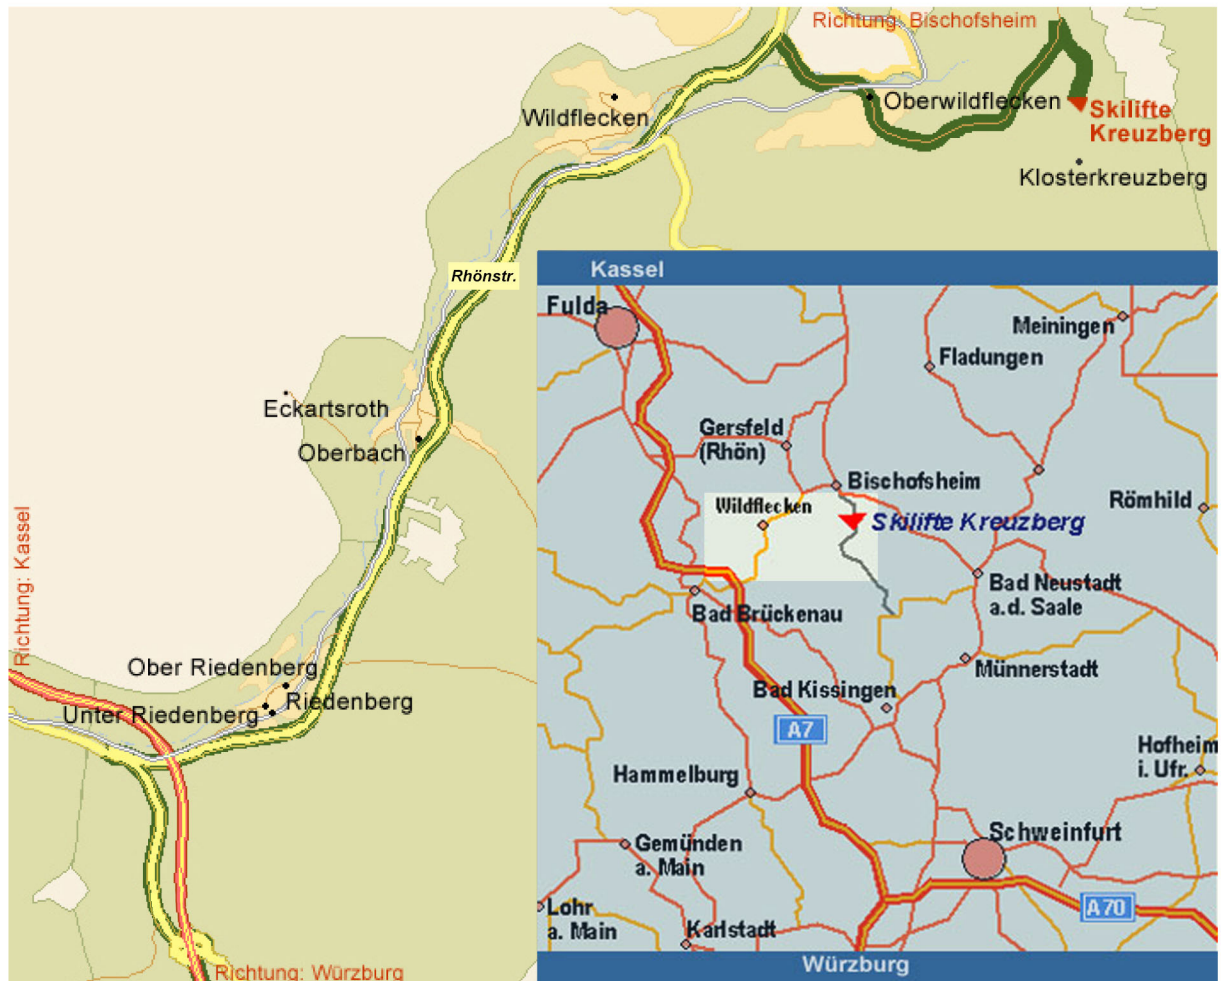 Richtung: Bischofsheim
Wildflecken
Oberwildflecken
Skilifte
Kreuzberg
Klosterkreuzberg
Rhönstr.
Eckartsroth
Oberbach
Richtung: Kassel
Ober Riedenberg
Riedenberg
Unter Riedenberg
Richtung: Würzburg
Kassel
Fulda
Meiningen
Fladungen
Gersfeld
(Rhön)
Bischofsheim
Römhild
Wildflecken
Skilifte Kreuzberg
Bad Neustadt
a.d. Saale
Bad Brückenau
Münnerstadt
Bad Kissingen
A7
Hofheim
i. Ufr.
Hammelburg
Schweinfurt
Gemünden
a. Main
A70
Lohr
a. Main
Karlstadt
Würzburg